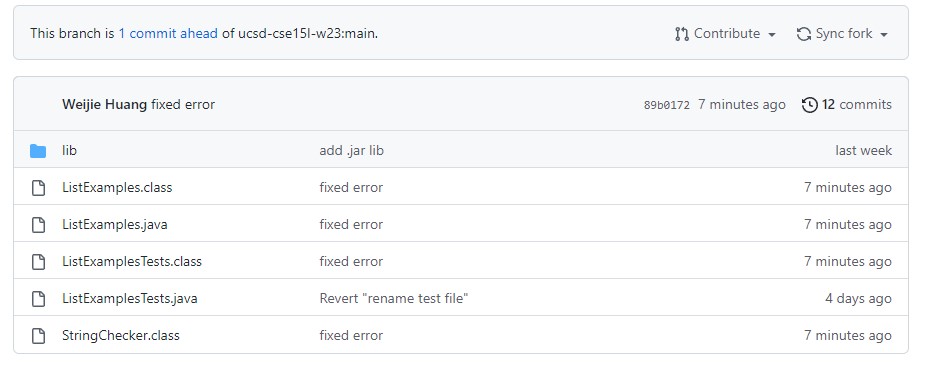 This branch is 1 commit ahead of ucsd-cse15l-w23:main. Contribute Sync fork
Weijie Huang fixed error 89b0172 7 minutes ago 12 commits
lib add .jar lib last week
ListExamples.class fixed error 7 minutes ago
ListExamples.java fixed error 7 minutes ago
ListExamplesTests.class fixed error 7 minutes ago
ListExamplesTests.java Revert "rename test file" 4 days ago
StringChecker.class fixed error 7 minutes ago